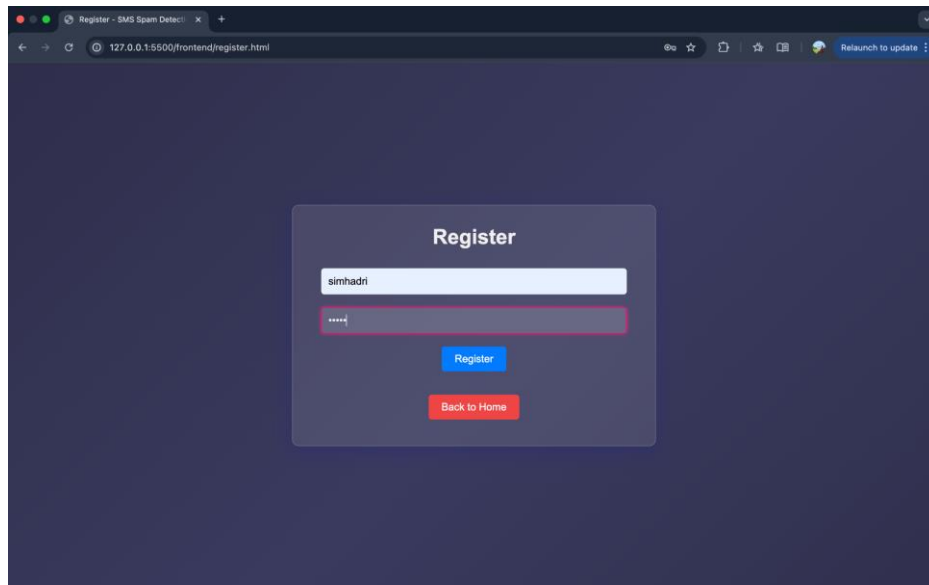 Register - SMS Spam Detecti
127.0.0.1:5500/frontend/register.html
Relaunch to update
Register
simhadri
•••••
Register
Back to Home